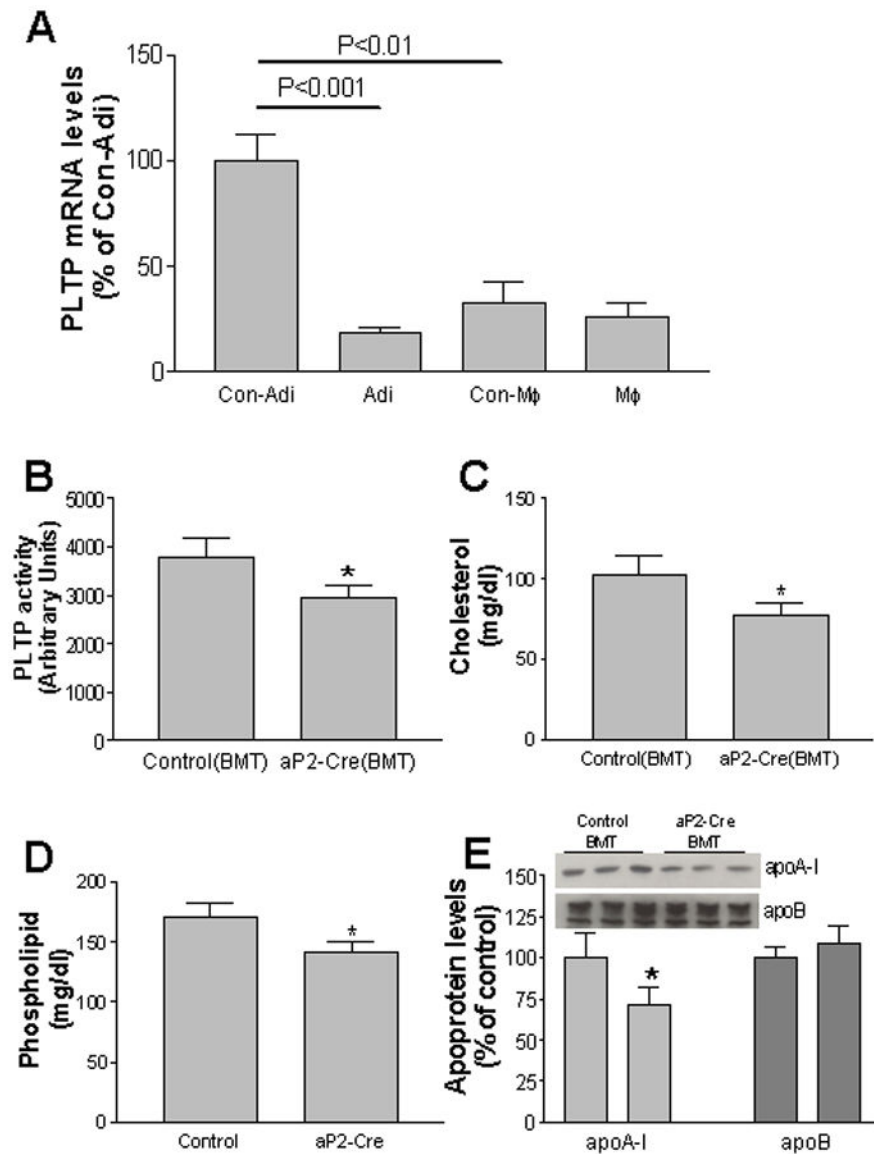 A
PLTP mRNA levels
(% of Con-Adi)
150
100
50
0
P<0.01
P<0.001
Con-Adi Adi Con-Mϕ Mϕ
B
PLTP activity
(Arbitrary Units)
5000
4000
3000
2000
1000
0
*
Control(BMT) aP2-Cre(BMT)
C
Cholesterol
(mg/dl)
150
100
75
50
0
*
Control(BMT) aP2-Cre(BMT)
D
Phospholipid
(mg/dl)
200
150
100
50
0
*
Control aP2-Cre
E
Control aP2-Cre
BMT BMT
apoA-I
apoB
Apoprotein levels
(% of control)
150
125
100
75
50
25
0
*
apoA-I apoB